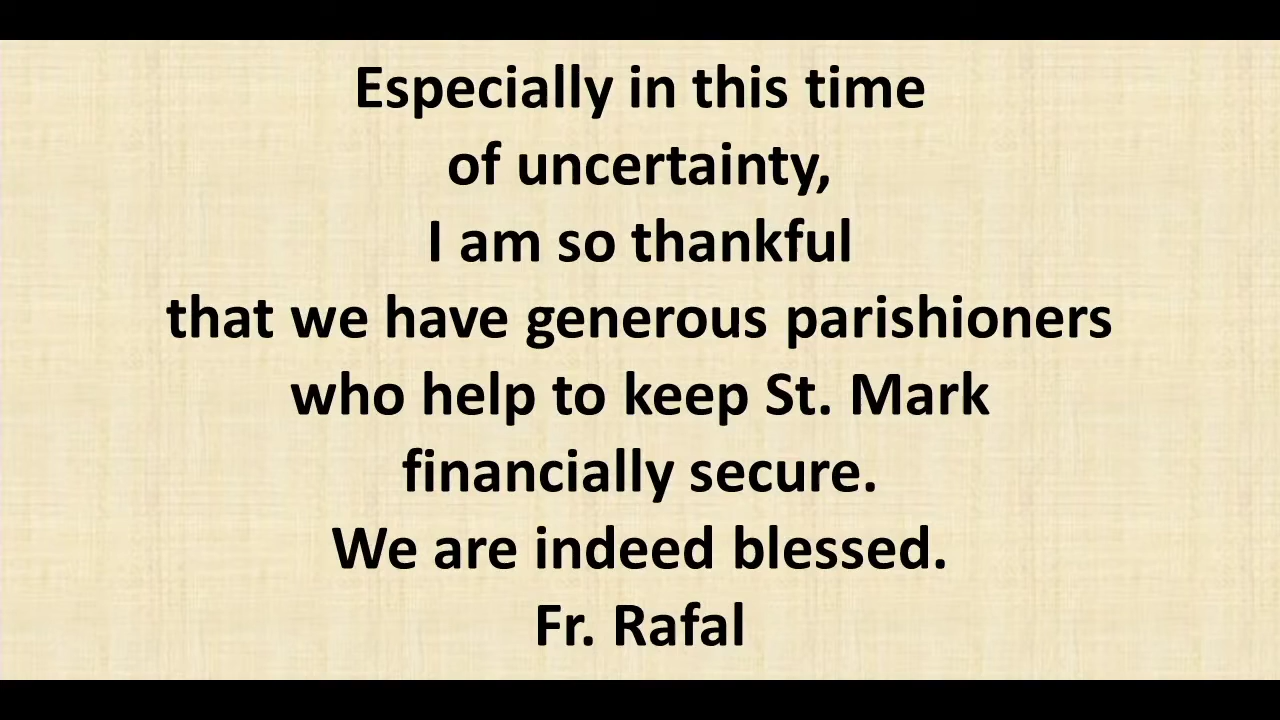 Especially in this time
of uncertainty,
I am so thankful
that we have generous parishioners
who help to keep St. Mark
financially secure.
We are indeed blessed.
Fr. Rafal